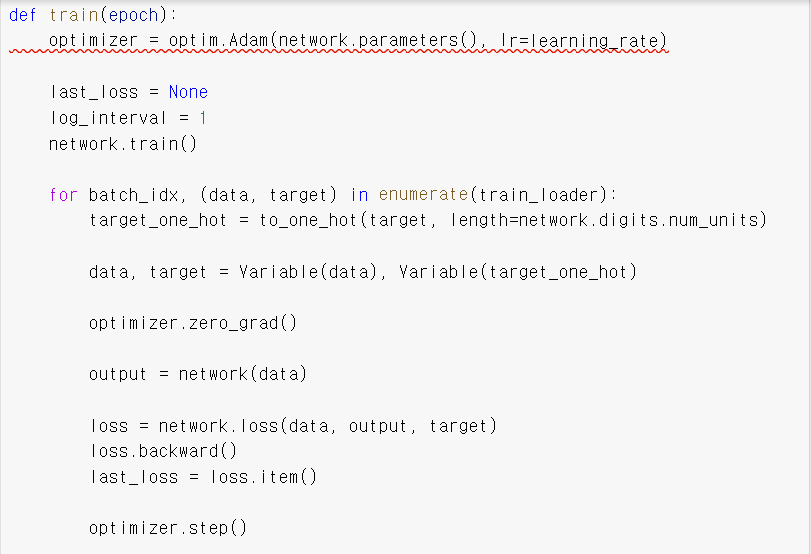 def train(epoch):
    optimizer = optim.Adam(network.parameters(), lr=learning_rate)
    last_loss = None
    log_interval = 1
    network.train()
    for batch_idx, (data, target) in enumerate(train_loader):
        target_one_hot = to_one_hot(target, length=network.digits.num_units)
        data, target = Variable(data), Variable(target_one_hot)
        optimizer.zero_grad()
        output = network(data)
        loss = network.loss(data, output, target)
        loss.backward()
        last_loss = loss.item()
        optimizer.step()